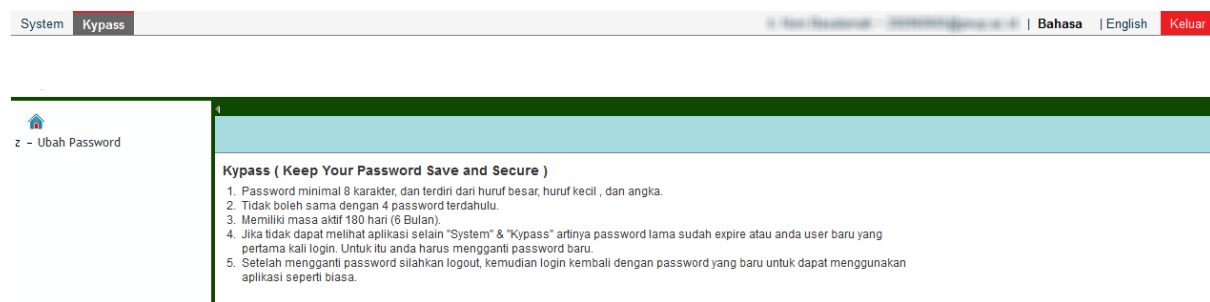 System Kypass | Bahasa | English Keluar
z - Ubah Password
Kypass ( Keep Your Password Save and Secure )
1. Password minimal 8 karakter, dan terdiri dari huruf besar, huruf kecil , dan angka.
2. Tidak boleh sama dengan 4 password terdahulu.
3. Memiliki masa aktif 180 hari (6 Bulan).
4. Jika tidak dapat melihat aplikasi selain "System" & "Kypass" artinya password lama sudah expire atau anda user baru yang
pertama kali login. Untuk itu anda harus mengganti password baru.
5. Setelah mengganti password silahkan logout, kemudian login kembali dengan password yang baru untuk dapat menggunakan
aplikasi seperti biasa.